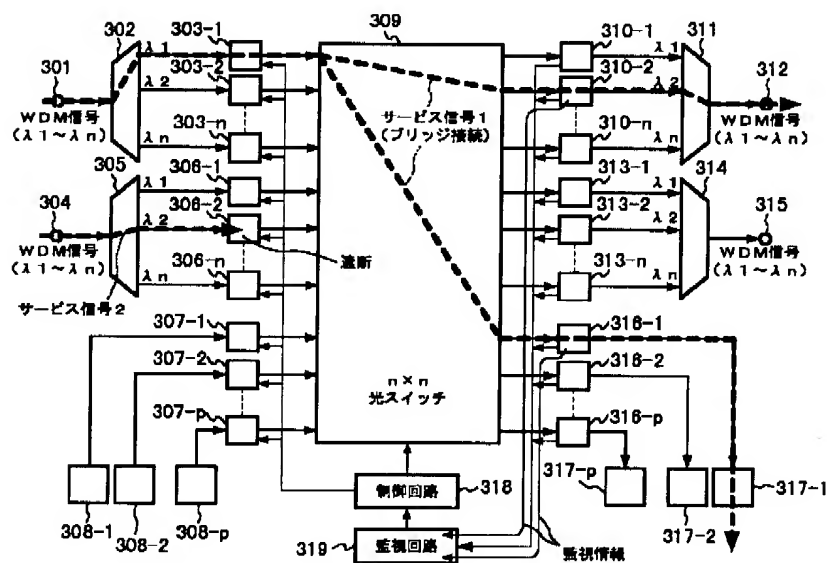 302
303-1
309
310-1
311
λ1
λ1
301
303-2
310-2
312
λ2
λ2
WDM信号
(λ1～λn)
サービス信号1
(ブリッジ接続)
WDM信号
(λ1～λn)
303-n
310-n
λn
λn
305
306-1
313-1
314
λ1
λ1
304
306-2
313-2
315
λ2
λ2
WDM信号
(λ1～λn)
306-n
遮断
313-n
WDM信号
(λ1～λn)
λn
λn
サービス信号2
307-1
316-1
307-2
n×n
光スイッチ
316-2
307-p
316-p
317-p
制御回路
318
317-1
308-1
308-2
308-p
317-2
319
監視回路
監視情報